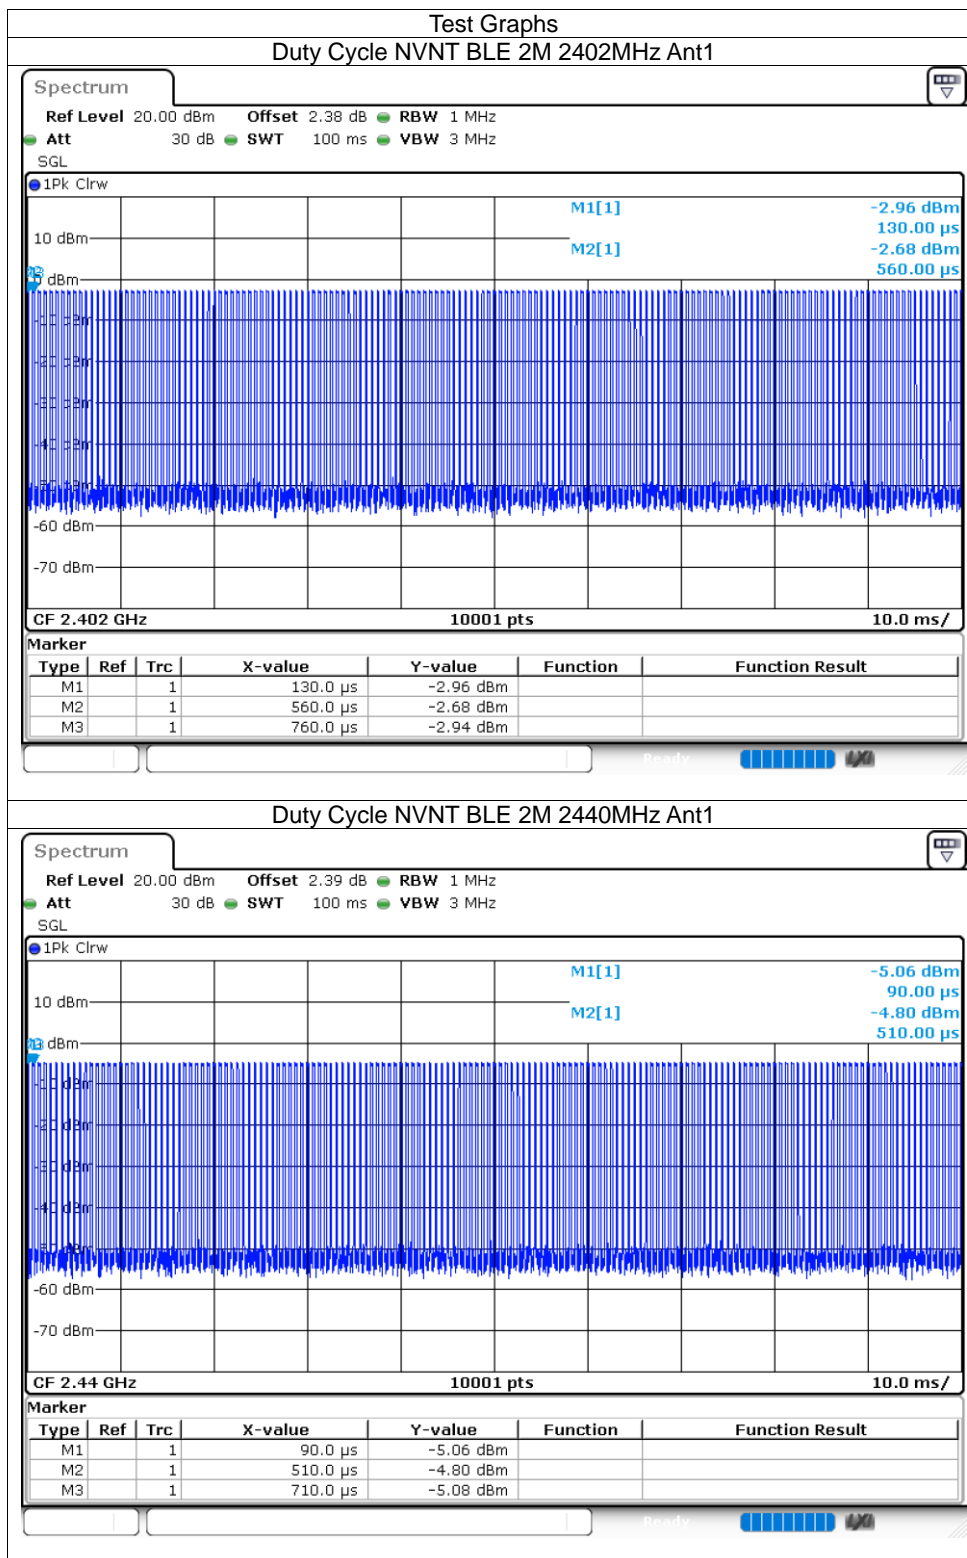 Test Graphs
Duty Cycle NVNT BLE 2M 2402MHz Ant1
Spectrum
Ref Level 20.00 dBm Offset 2.38 dB RBW 1 MHz
Att 30 dB SWT 100 ms VBW 3 MHz
SGL
1Pk Clrw
M1[1] -2.96 dBm
130.00 µs
10 dBm
M2[1] -2.68 dBm
560.00 µs
dBm
-60 dBm
-70 dBm
CF 2.402 GHz 10001 pts 10.0 ms/
Marker
Type Ref Trc X-value Y-value Function Function Result
M1 1 130.0 µs -2.96 dBm
M2 1 560.0 µs -2.68 dBm
M3 1 760.0 µs -2.94 dBm
Ready LXI
Duty Cycle NVNT BLE 2M 2440MHz Ant1
Spectrum
Ref Level 20.00 dBm Offset 2.39 dB RBW 1 MHz
Att 30 dB SWT 100 ms VBW 3 MHz
SGL
1Pk Clrw
M1[1] -5.06 dBm
90.00 µs
10 dBm
M2[1] -4.80 dBm
510.00 µs
dBm
-60 dBm
-70 dBm
CF 2.44 GHz 10001 pts 10.0 ms/
Marker
Type Ref Trc X-value Y-value Function Function Result
M1 1 90.0 µs -5.06 dBm
M2 1 510.0 µs -4.80 dBm
M3 1 710.0 µs -5.08 dBm
Ready LXI